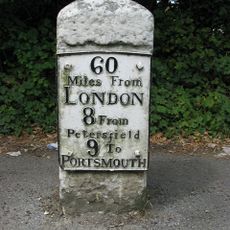 60
Miles From
LONDON
8 From
Petersfield
9 To
PORTSMOUTH